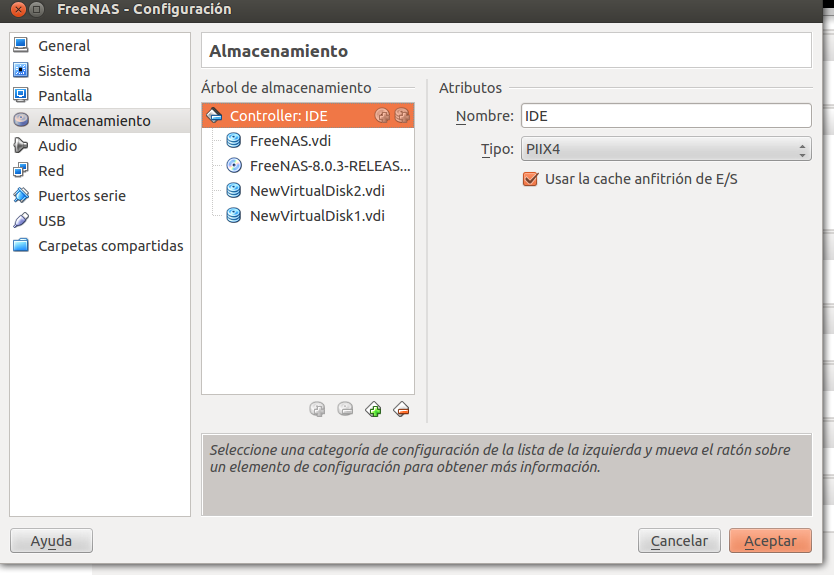 FreeNAS - Configuración
General
Sistema
Pantalla
Almacenamiento
Audio
Red
Puertos serie
USB
Carpetas compartidas
Almacenamiento
Árbol de almacenamiento
Controller: IDE
FreeNAS.vdi
FreeNAS-8.0.3-RELEAS...
NewVirtualDisk2.vdi
NewVirtualDisk1.vdi
Atributos
Nombre: IDE
Tipo: PIIX4
Usar la cache anfitrión de E/S
Seleccione una categoría de configuración de la lista de la izquierda y mueva el ratón sobre
un elemento de configuración para obtener más información.
Ayuda
Cancelar
Aceptar